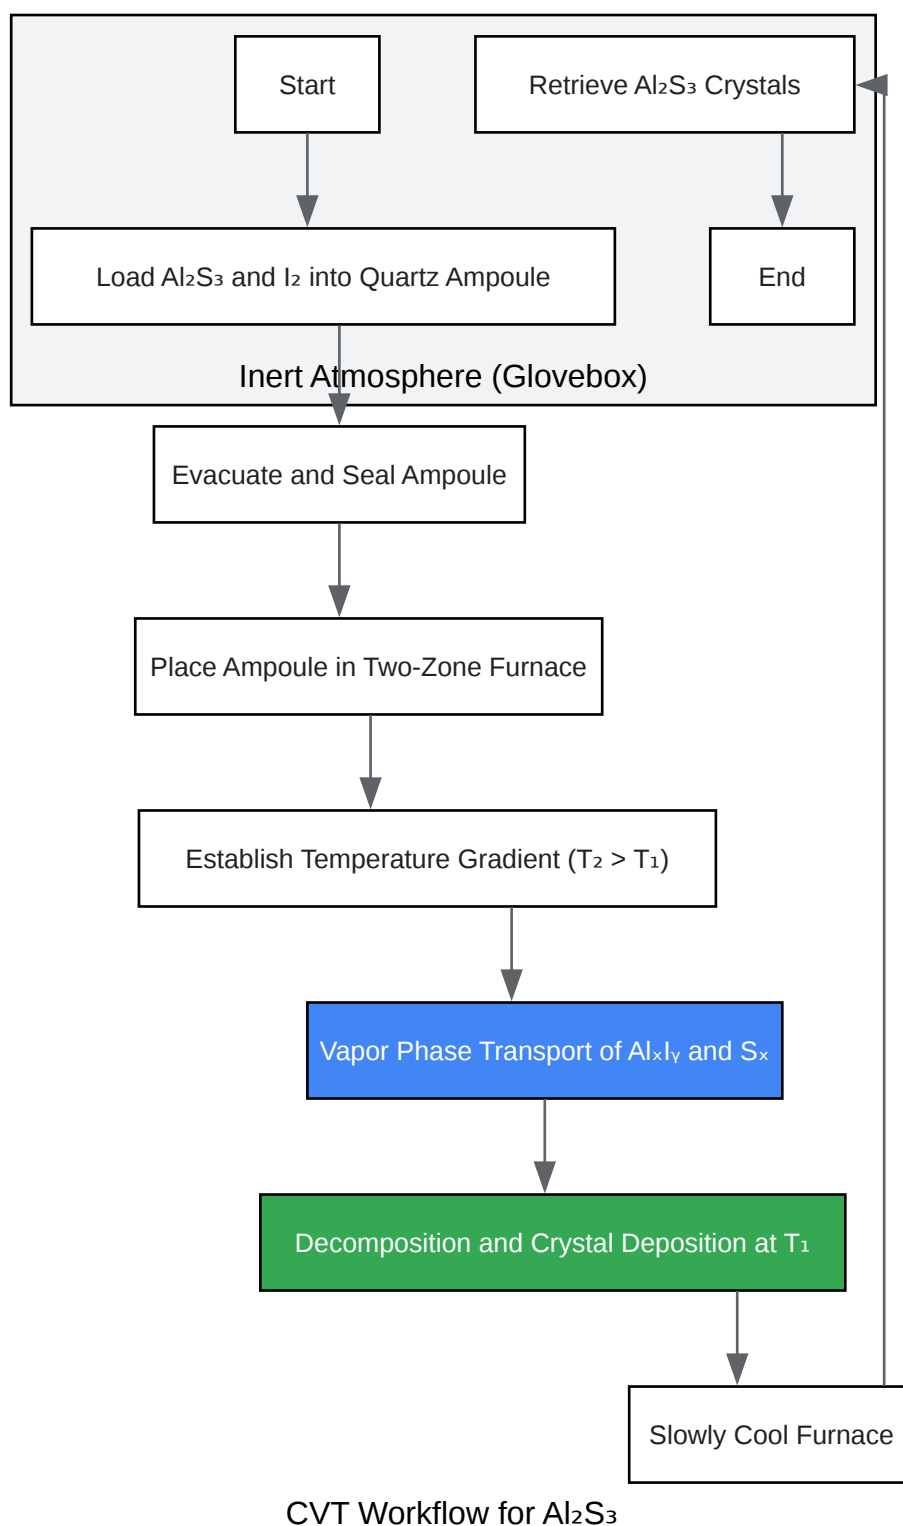 Start
Retrieve Al₂S₃ Crystals
Load Al₂S₃ and I₂ into Quartz Ampoule
End
Inert Atmosphere (Glovebox)
Evacuate and Seal Ampoule
Place Ampoule in Two-Zone Furnace
Establish Temperature Gradient (T₂ > T₁)
Vapor Phase Transport of AlₓIᵧ and Sₓ
Decomposition and Crystal Deposition at T₁
Slowly Cool Furnace
CVT Workflow for Al₂S₃